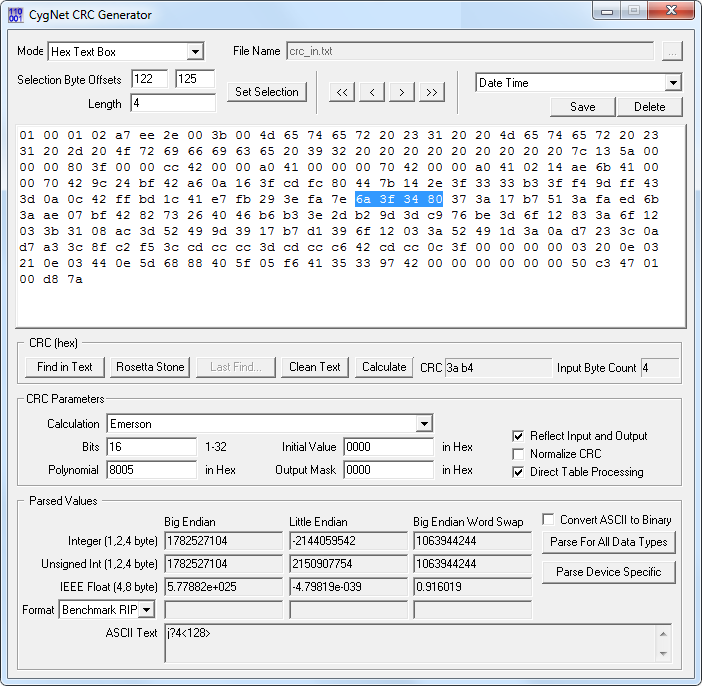 CygNet CRC Generator
Mode Hex Text Box File Name crc_in.txt ...
Selection Byte Offsets 122 125 Set Selection << < > >> Date Time
Length 4 Save Delete
01 00 01 02 a7 ee 2e 00 3b 00 4d 65 74 65 72 20 23 31 20 20 4d 65 74 65 72 20 23
31 20 2d 20 4f 72 69 66 69 63 65 20 39 32 20 20 20 20 20 20 20 20 7c 13 5a 00
00 00 80 3f 00 00 cc 42 00 00 a0 41 00 00 00 70 42 00 00 a0 41 02 14 ae 6b 41 00
00 70 42 9c 24 bf 42 a6 0a 16 3f cd fc 80 44 7b 14 2e 3f 33 33 b3 3f f4 9d ff 43
3d 0a 0c 42 ff bd 1c 41 e7 fb 29 3e fa 7e 6a 3f 34 80 37 3a 17 b7 51 3a fa ed 6b
3a ae 07 bf 42 82 73 26 40 46 b6 b3 3e 2d b2 9d 3d c9 76 be 3d 6f 12 83 3a 6f 12
03 3b 31 08 ac 3d 52 49 9d 39 17 b7 d1 39 6f 12 03 3a 52 49 1d 3a 0a d7 23 3c 0a
d7 a3 3c 8f c2 f5 3c cd cc cc 3d cd cc c6 42 cd cc 0c 3f 00 00 00 00 03 20 0e 03
21 0e 03 44 0e 5d 68 88 40 5f 05 f6 41 35 33 97 42 00 00 00 00 00 00 50 c3 47 01
00 d8 7a
CRC (hex)
Find in Text Rosetta Stone Last Find... Clean Text Calculate CRC 3a b4 Input Byte Count 4
CRC Parameters
Calculation Emerson
Bits 16 1-32 Initial Value 0000 in Hex Reflect Input and Output
Normalize CRC
Polynomial 8005 in Hex Output Mask 0000 in Hex Direct Table Processing
Parsed Values
Big Endian Little Endian Big Endian Word Swap Convert ASCII to Binary
Integer (1,2,4 byte) 1782527104 -2144059542 1063944244 Parse For All Data Types
Unsigned Int (1,2,4 byte) 1782527104 2150907754 1063944244
IEEE Float (4,8 byte) 5.77882e+025 -4.79819e-039 0.916019 Parse Device Specific
Format Benchmark RIP
ASCII Text j?4<128>